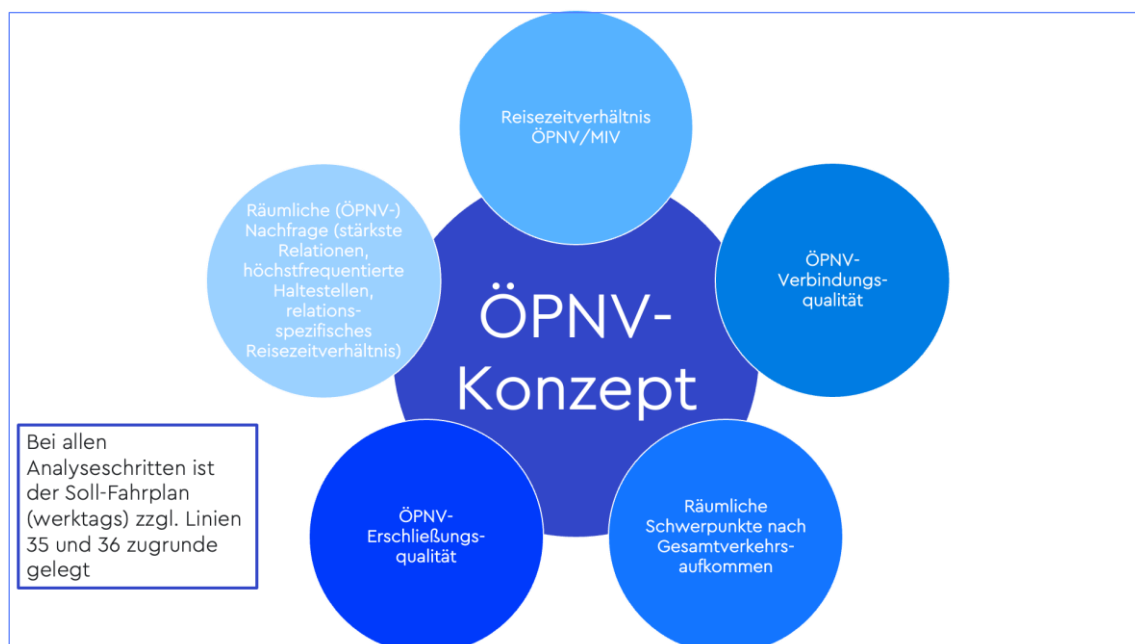 Reisezeitverhältnis
ÖPNV/MIV
Räumliche (ÖPNV-)
Nachfrage (stärkste
Relationen,
höchstfrequentierte
Haltestellen,
relations-
spezifisches
Reisezeitverhältnis)
ÖPNV-
Verbindungs-
qualität
ÖPNV-
Konzept
Bei allen
Analyseschritten ist
der Soll-Fahrplan
(werktags) zzgl. Linien
35 und 36 zugrunde
gelegt
ÖPNV-
Erschließungs-
qualität
Räumliche
Schwerpunkte nach
Gesamtverkehrs-
aufkommen